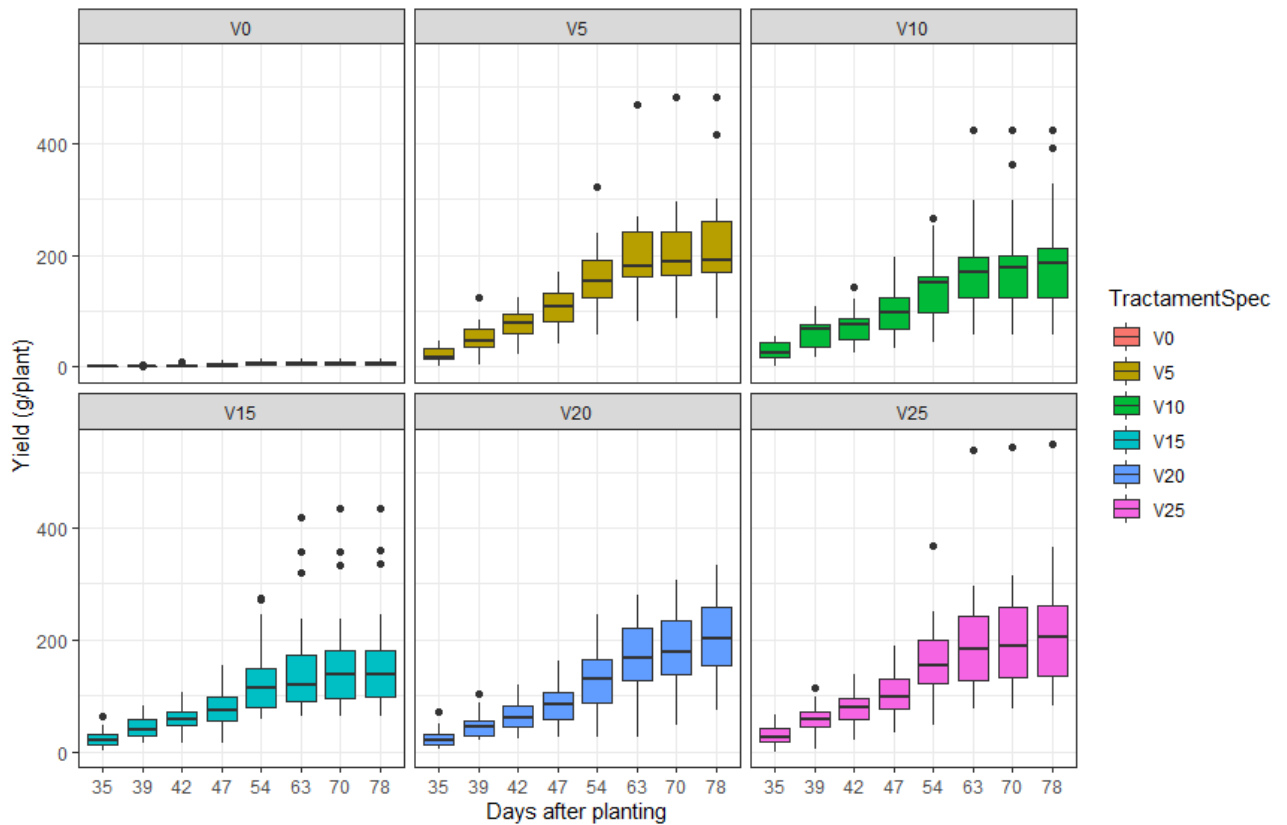 V0 V5 V10
400
200
0
V15 V20 V25
400
200
0
35 39 42 47 54 63 70 78 35 39 42 47 54 63 70 78 35 39 42 47 54 63 70 78
Days after planting
Yield (g/plant)
TractamentSpec
V0
V5
V10
V15
V20
V25